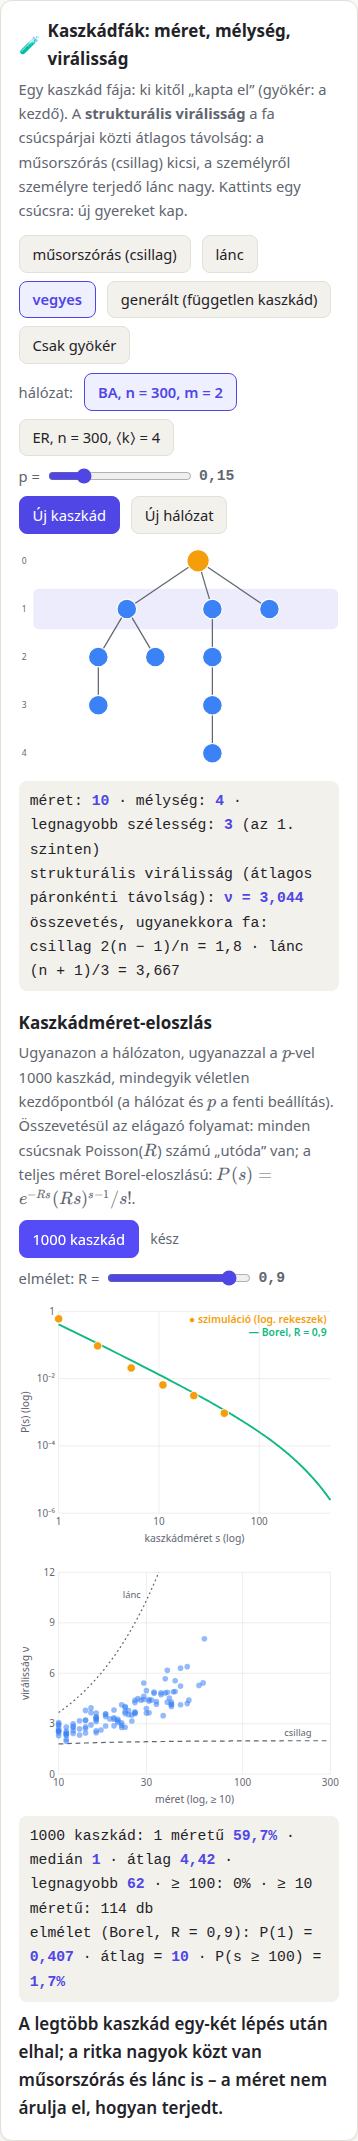 🧪 Kaszkádfák: méret, mélység,
virálisság
Egy kaszkád fája: ki kitől „kapta el” (gyökér: a
kezdő). A strukturális virálisság a fa
csúcspárjai közti átlagos távolság: a
műsorszórás (csillag) kicsi, a személyről
személyre terjedő lánc nagy. Kattints egy
csúcsra: új gyereket kap.
műsorszórás (csillag) lánc
vegyes generált (független kaszkád)
Csak gyökér
hálózat: BA, n = 300, m = 2
ER, n = 300, ⟨k⟩ = 4
p = 0,15
Új kaszkád Új hálózat
0
1
2
3
4
méret: 10 · mélység: 4 ·
legnagyobb szélesség: 3 (az 1.
szinten)
strukturális virálisság (átlagos
páronkénti távolság): ν = 3,044
összevetés, ugyanekkora fa:
csillag 2(n − 1)/n = 1,8 · lánc
(n + 1)/3 = 3,667
Kaszkádméret-eloszlás
Ugyanazon a hálózaton, ugyanazzal a p-vel
1000 kaszkád, mindegyik véletlen
kezdőpontból (a hálózat és p a fenti beállítás).
Összevetésül az elágazó folyamat: minden
csúcsnak Poisson(R) számú „utóda” van; a
teljes méret Borel-eloszlású: P(s) =
e^{−Rs}(Rs)^{s−1}/s!.
1000 kaszkád kész
elmélet: R = 0,9
● szimuláció (log. rekeszek)
— Borel, R = 0,9
P(s) (log)
1
10⁻²
10⁻⁴
10⁻⁶
1 10 100
kaszkádméret s (log)
virálisság ν
12
9
6
3
0
lánc
csillag
10 30 100 300
méret (log, ≥ 10)
1000 kaszkád: 1 méretű 59,7% ·
medián 1 · átlag 4,42 ·
legnagyobb 62 · ≥ 100: 0% · ≥ 10
méretű: 114 db
elmélet (Borel, R = 0,9): P(1) =
0,407 · átlag = 10 · P(s ≥ 100) =
1,7%
A legtöbb kaszkád egy-két lépés után
elhal; a ritka nagyok közt van
műsorszórás és lánc is – a méret nem
árulja el, hogyan terjedt.